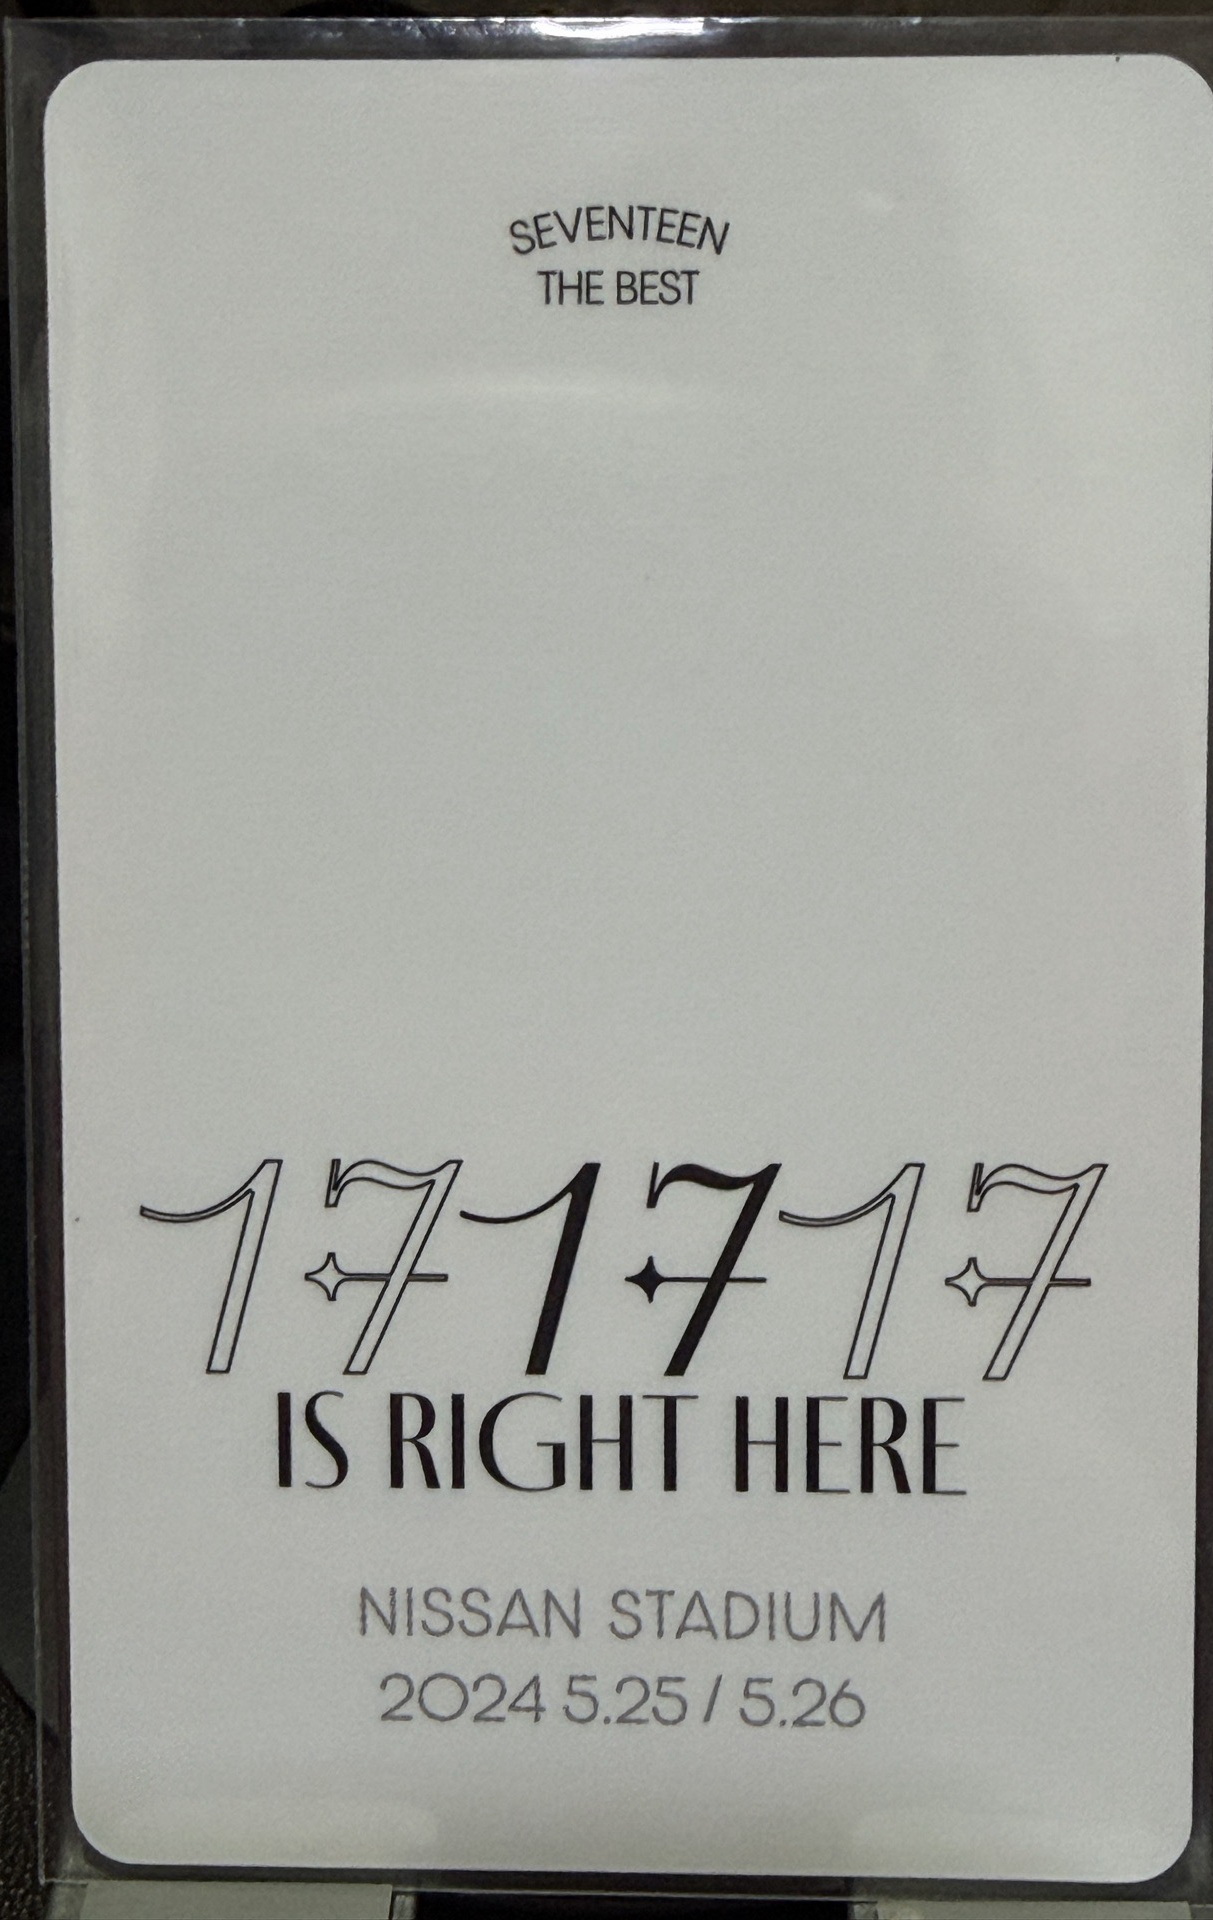 SEVENTEEN
THE BEST
17 17 17
IS RIGHT HERE
NISSAN STADIUM
2024 5.25 / 5.26